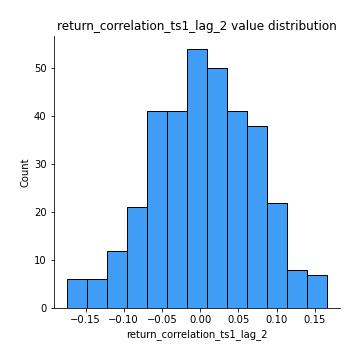 return_correlation_ts1_lag_2 value distribution
Count
50
40
30
20
10
0
−0.15 −0.10 −0.05 0.00 0.05 0.10 0.15
return_correlation_ts1_lag_2